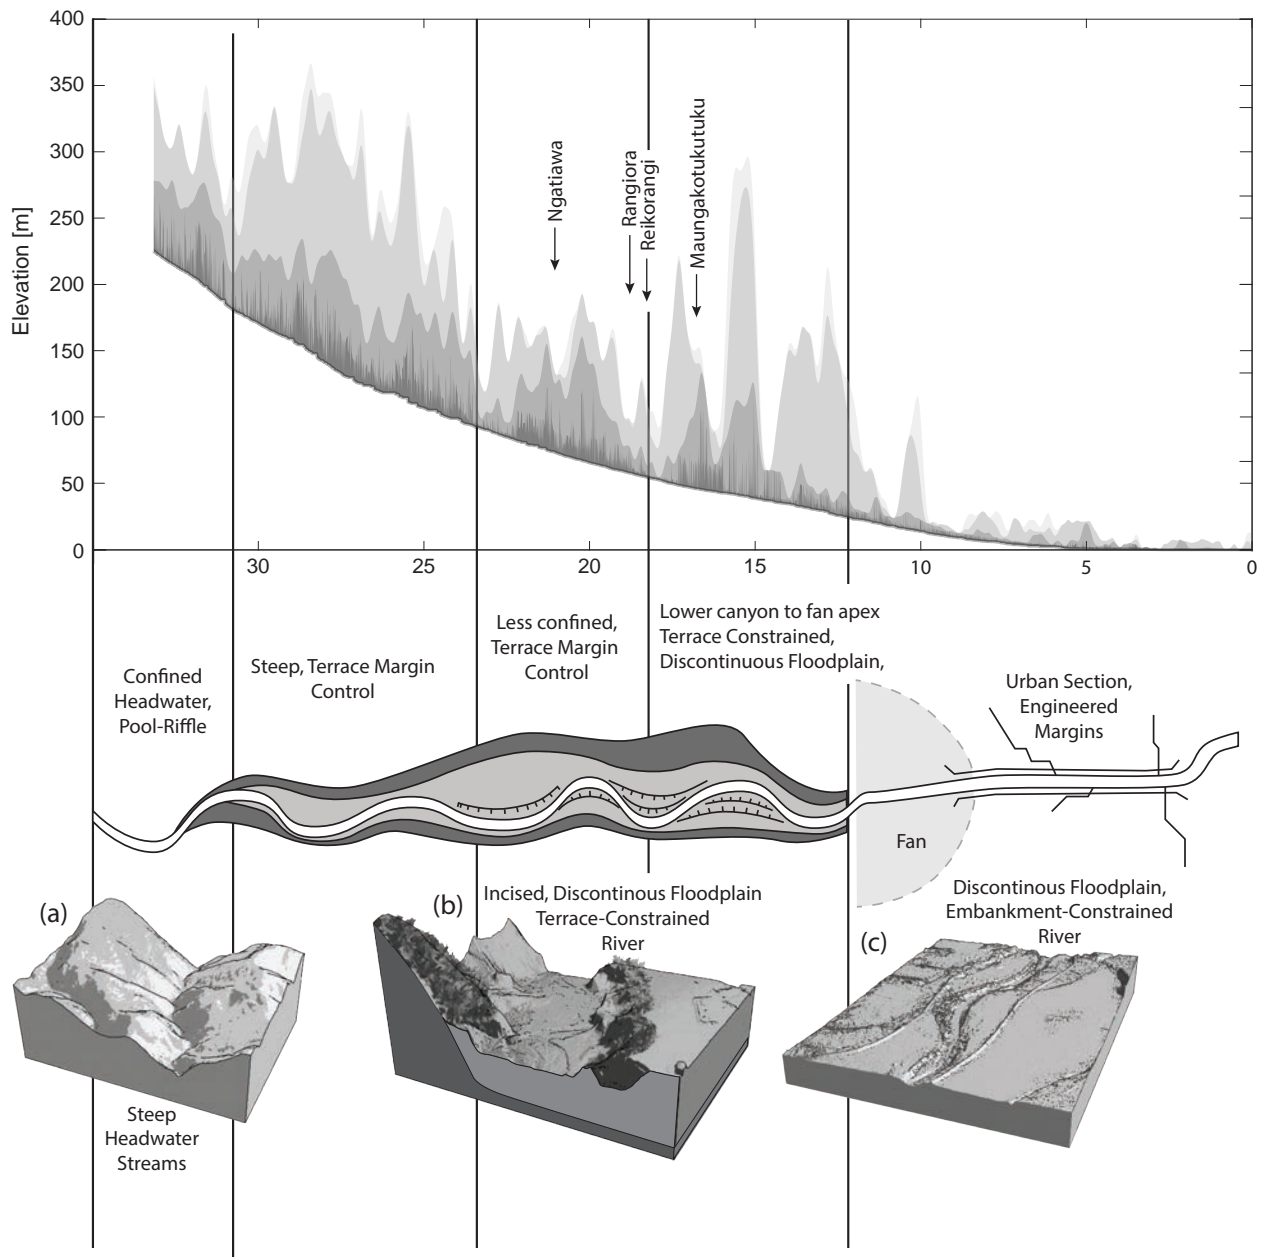 400
350
300
250
200
150
100
50
0
Elevation [m]
Ngatiawa
Rangiora
Reikorangi
Maungakotukutuku
30
25
20
15
10
5
0
Confined
Headwater,
Pool-Riffle
Steep, Terrace Margin
Control
Less confined,
Terrace Margin
Control
Lower canyon to fan apex
Terrace Constrained,
Discontinuous Floodplain,
Urban Section,
Engineered
Margins
Fan
(a)
Steep
Headwater
Streams
(b)
Incised, Discontinous Floodplain
Terrace-Constrained
River
(c)
Discontinous Floodplain,
Embankment-Constrained
River